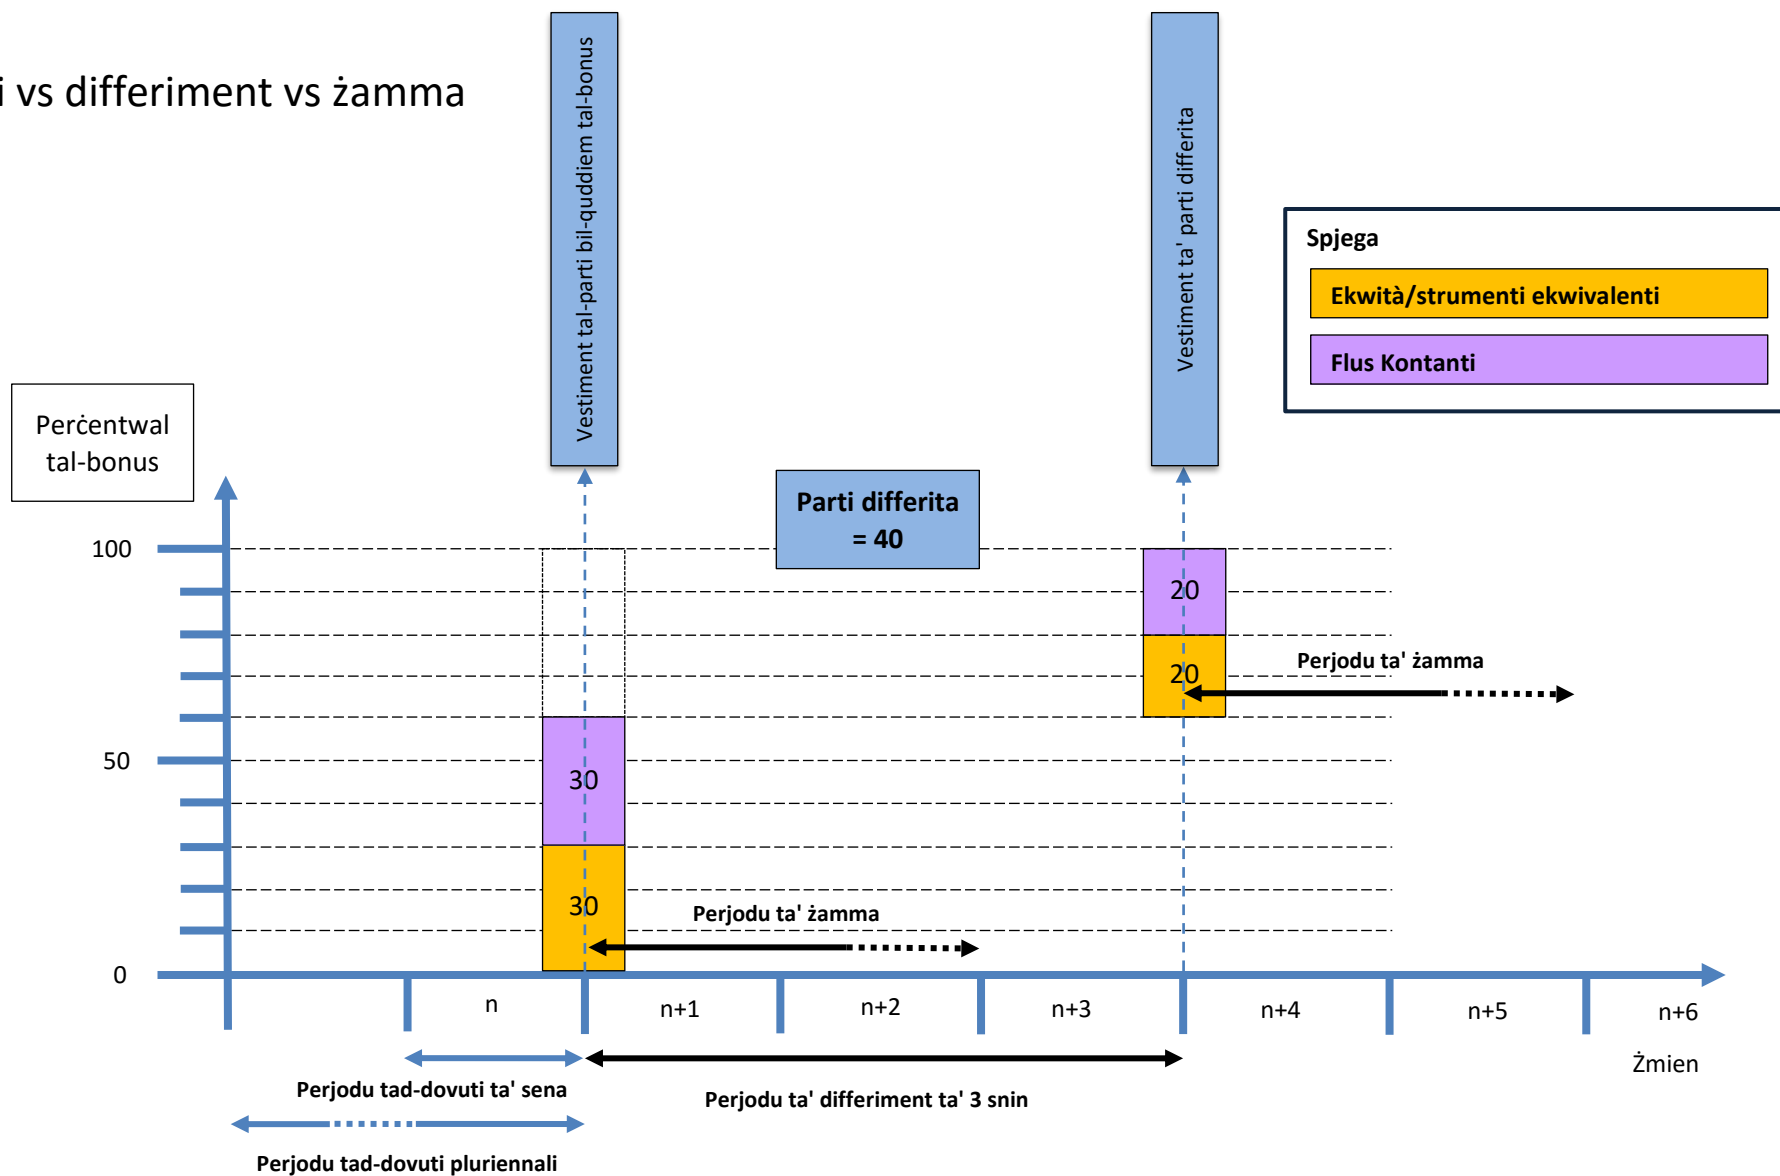 i vs differiment vs żamma
Vestiment tal-parti bil-quddiem tal-bonus
Vestiment ta' parti differita
Spjega
Ekwità/strumenti ekwivalenti
Flus Kontanti
Perċentwal
tal-bonus
Parti differita
= 40
100
50
0
20
20
30
30
Perjodu ta' żamma
Perjodu ta' żamma
n
n+1
n+2
n+3
n+4
n+5
n+6
Żmien
Perjodu tad-dovuti ta' sena
Perjodu ta' differiment ta' 3 snin
Perjodu tad-dovuti pluriennali